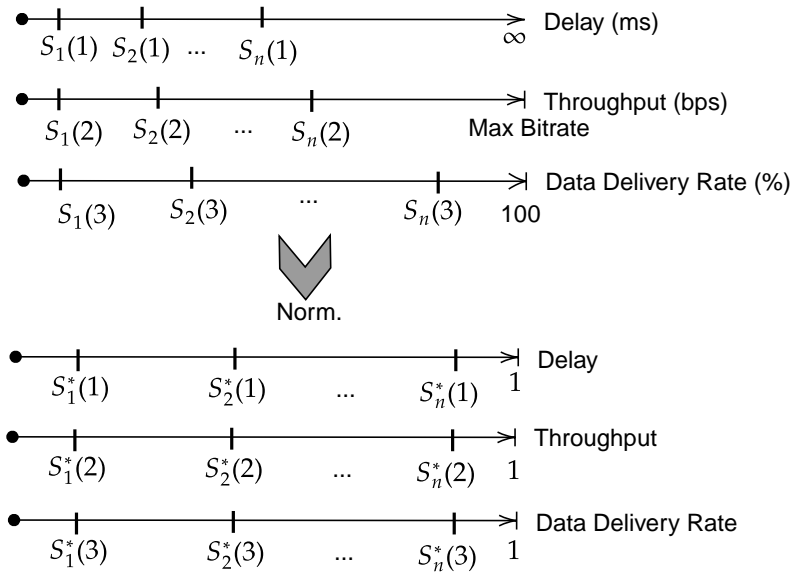 Delay (ms)
S₁(1) S₂(1) ... Sₙ(1) ∞
Throughput (bps)
S₁(2) S₂(2) ... Sₙ(2) Max Bitrate
Data Delivery Rate (%)
S₁(3) S₂(3) ... Sₙ(3) 100
Norm.
Delay
S₁*(1) S₂*(1) ... Sₙ*(1) 1
Throughput
S₁*(2) S₂*(2) ... Sₙ*(2) 1
Data Delivery Rate
S₁*(3) S₂*(3) ... Sₙ*(3) 1